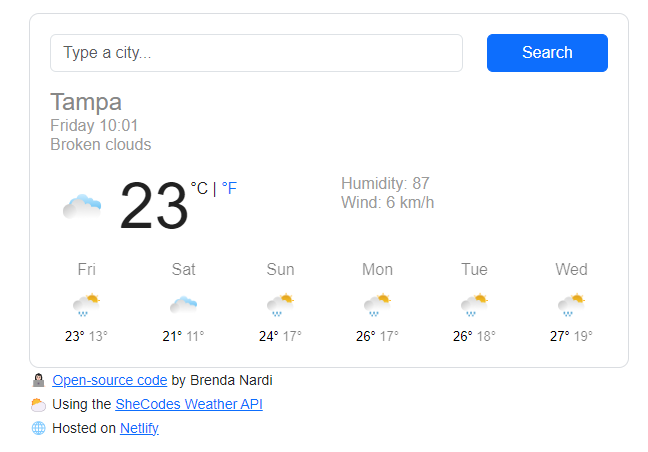 Type a city...
Search
Tampa
Friday 10:01
Broken clouds
23 °C | °F
Humidity: 87
Wind: 6 km/h
Fri Sat Sun Mon Tue Wed
23° 13° 21° 11° 24° 17° 26° 17° 26° 18° 27° 19°
Open-source code by Brenda Nardi
Using the SheCodes Weather API
Hosted on Netlify